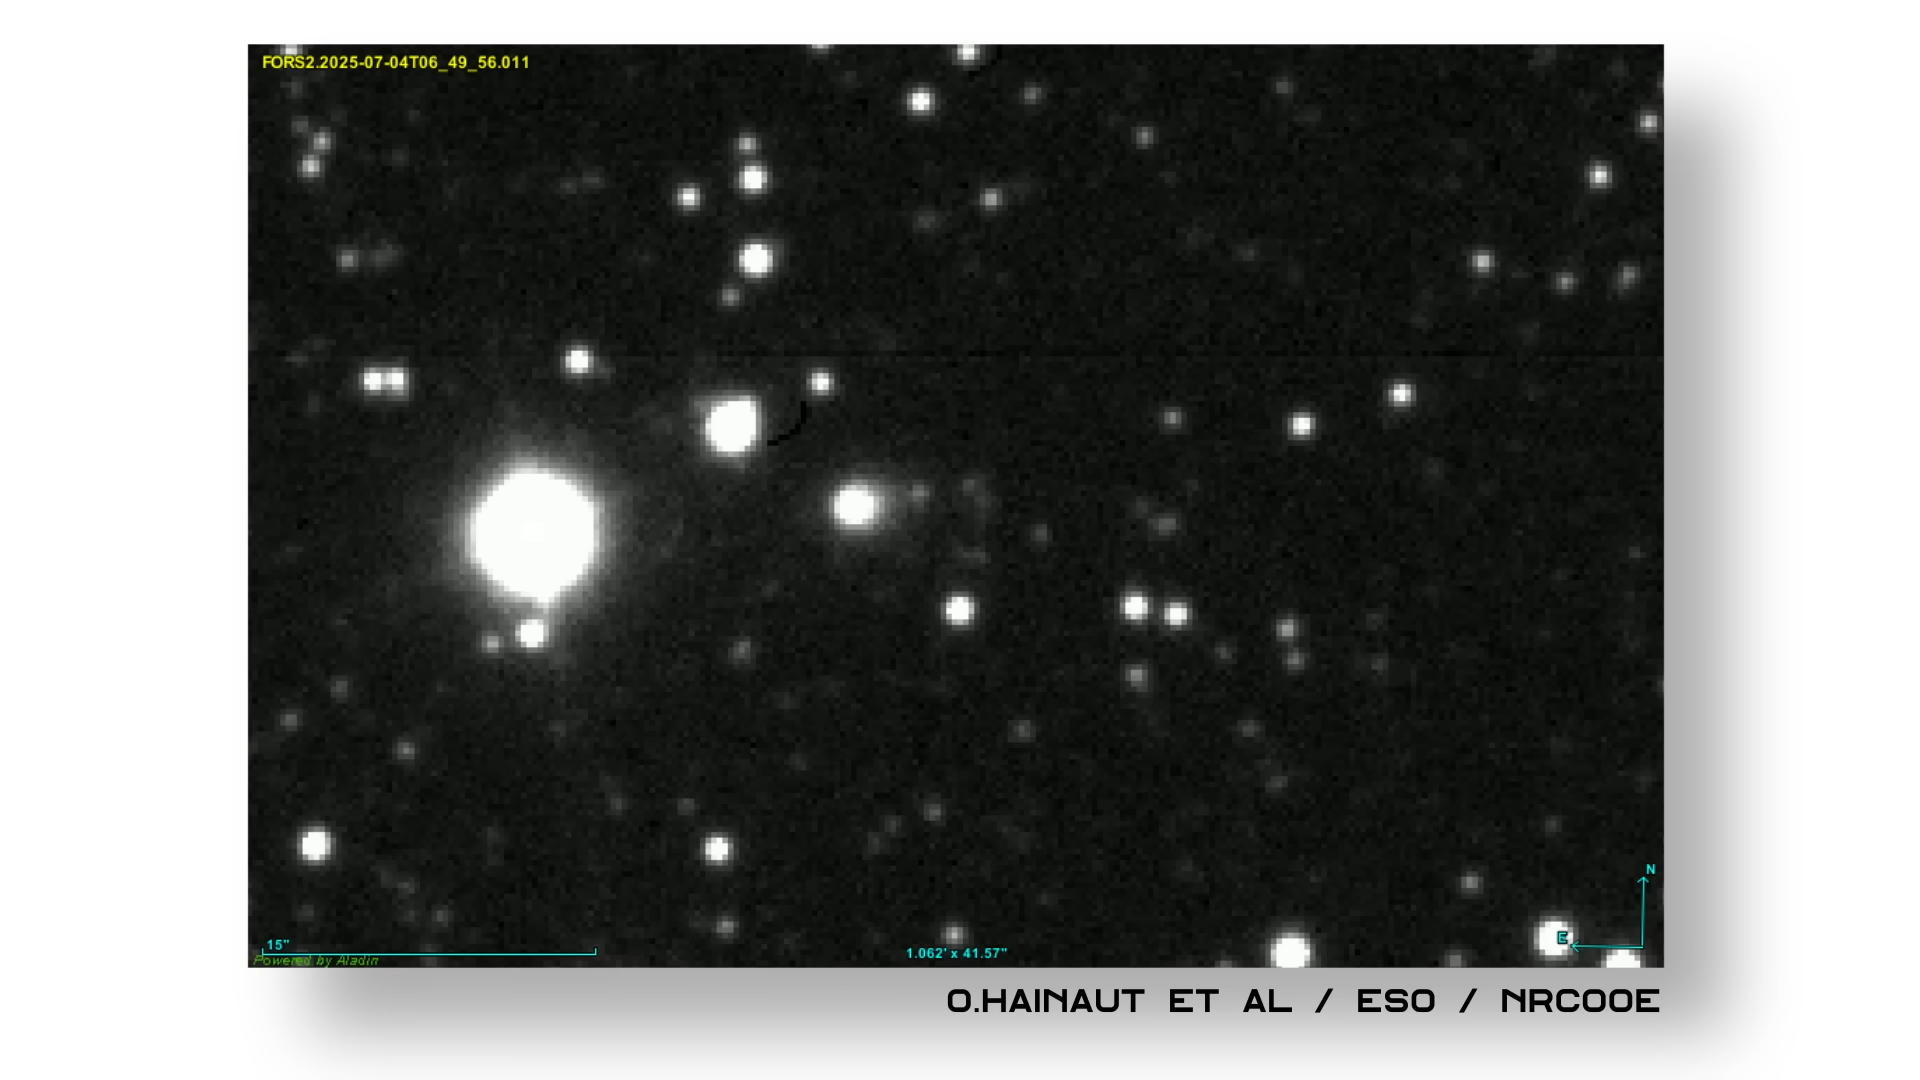 FORS2.2025-07-04T06_49_56.011
N
E
15"
1.062' x 41.57"
Powered by Aladin
O.HAINAUT ET AL / ESO / NRCOOE